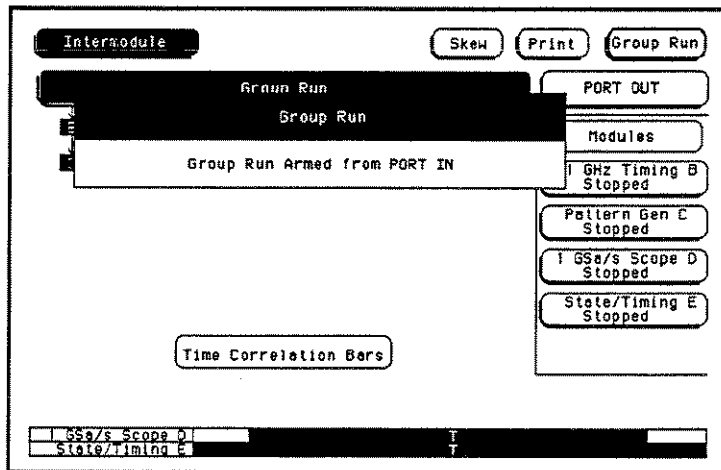 Intermodule
Skew
Print
Group Run
Group Run
PORT OUT
Group Run
Modules
Group Run Armed from PORT IN
1 GHz Timing B
Stopped
Pattern Gen C
Stopped
1 GSa/s Scope D
Stopped
State/Timing E
Stopped
Time Correlation Bars
1 GSa/s Scope D
T
State/Timing E
T